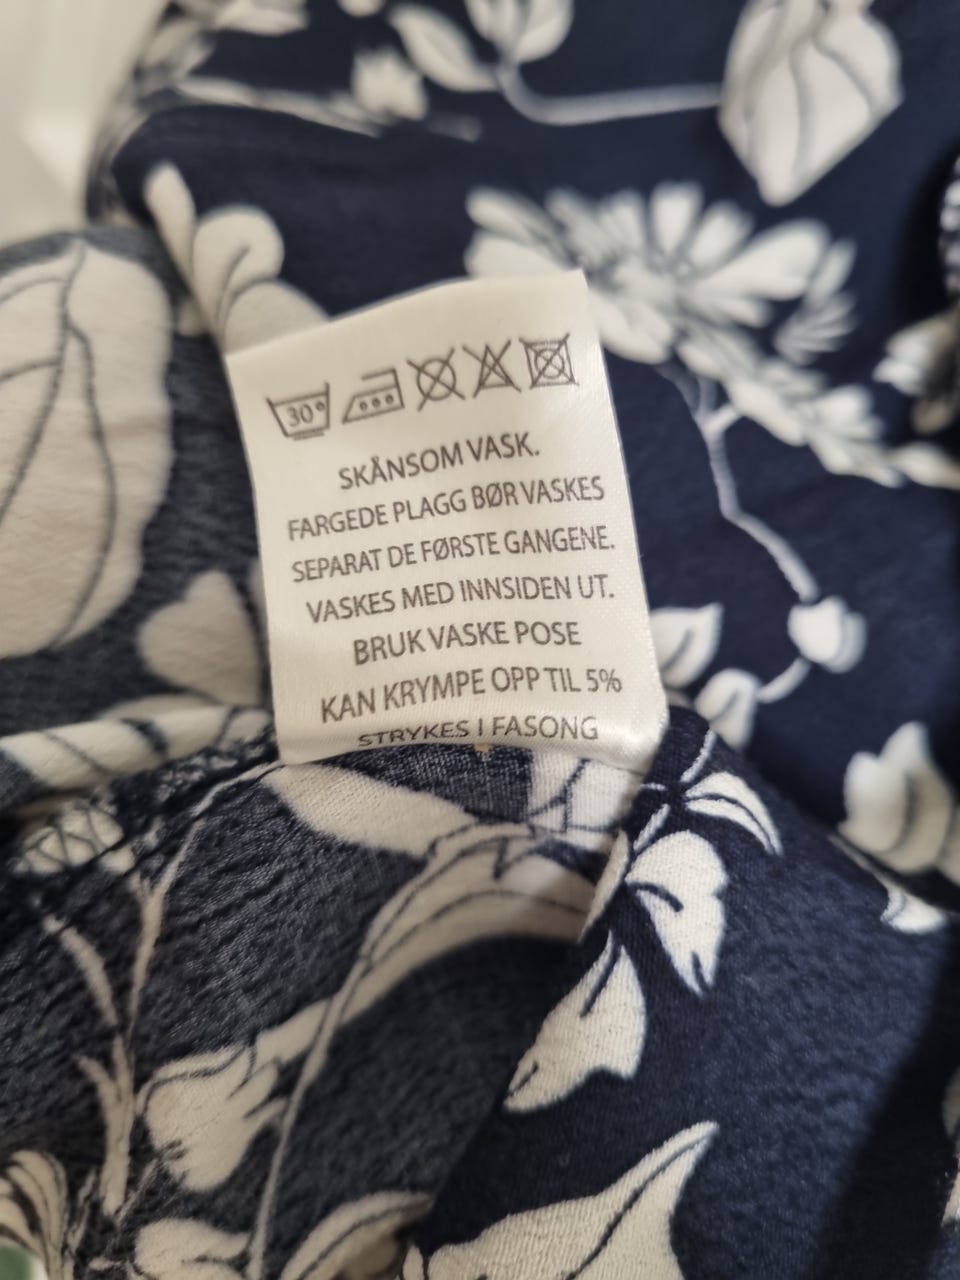 30°
SKÅNSOM VASK.
FARGEDE PLAGG BØR VASKES
SEPARAT DE FØRSTE GANGENE.
VASKES MED INNSIDEN UT.
BRUK VASKE POSE
KAN KRYMPE OPP TIL 5%
STRYKES I FASONG